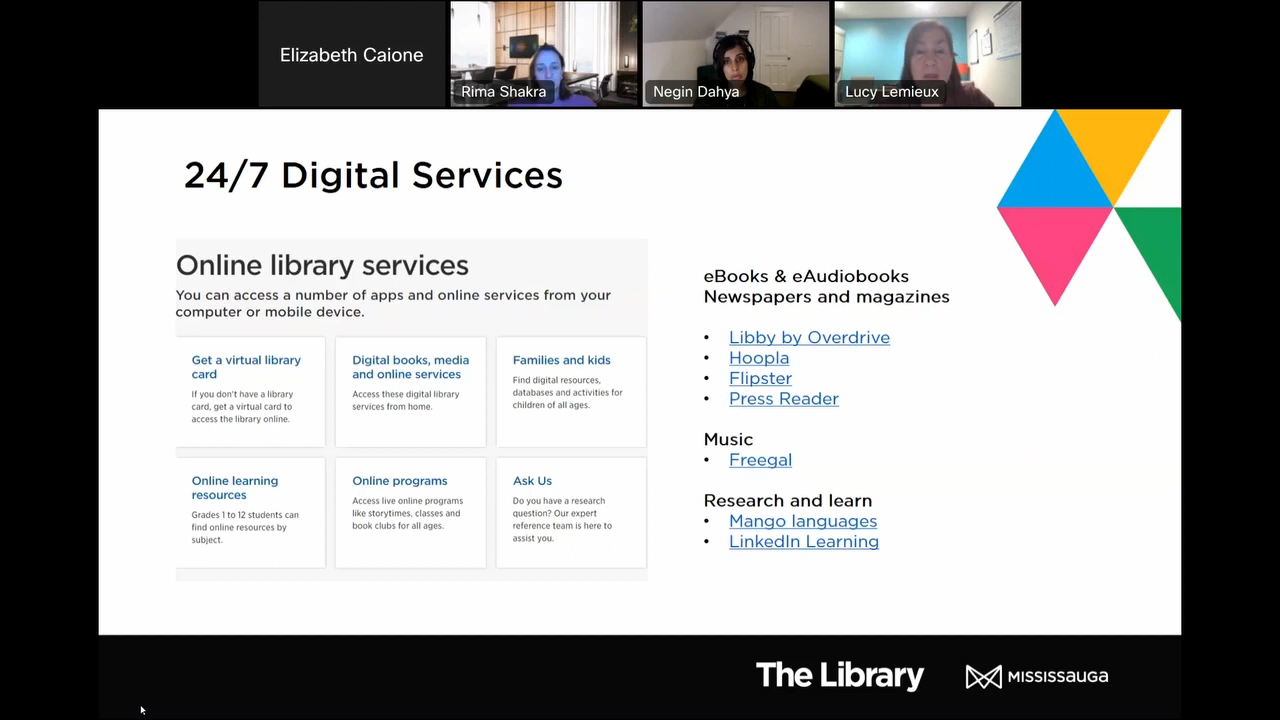 Elizabeth Caione
Rima Shakra
Negin Dahya
Lucy Lemieux
24/7 Digital Services
Online library services
You can access a number of apps and online services from your
computer or mobile device.
Get a virtual library
card
If you don't have a library
card, get a virtual card to
access the library online.
Digital books, media
and online services
Access these digital library
services from home.
Families and kids
Find digital resources,
databases and activities for
children of all ages.
Online learning
resources
Grades 1 to 12 students can
find online resources by
subject.
Online programs
Access live online programs
like storytimes, classes and
book clubs for all ages.
Ask Us
Do you have a research
question? Our expert
reference team is here to
assist you.
eBooks & eAudiobooks
Newspapers and magazines
• Libby by Overdrive
• Hoopla
• Flipster
• Press Reader
Music
• Freegal
Research and learn
• Mango languages
• LinkedIn Learning
The Library
MISSISSAUGA